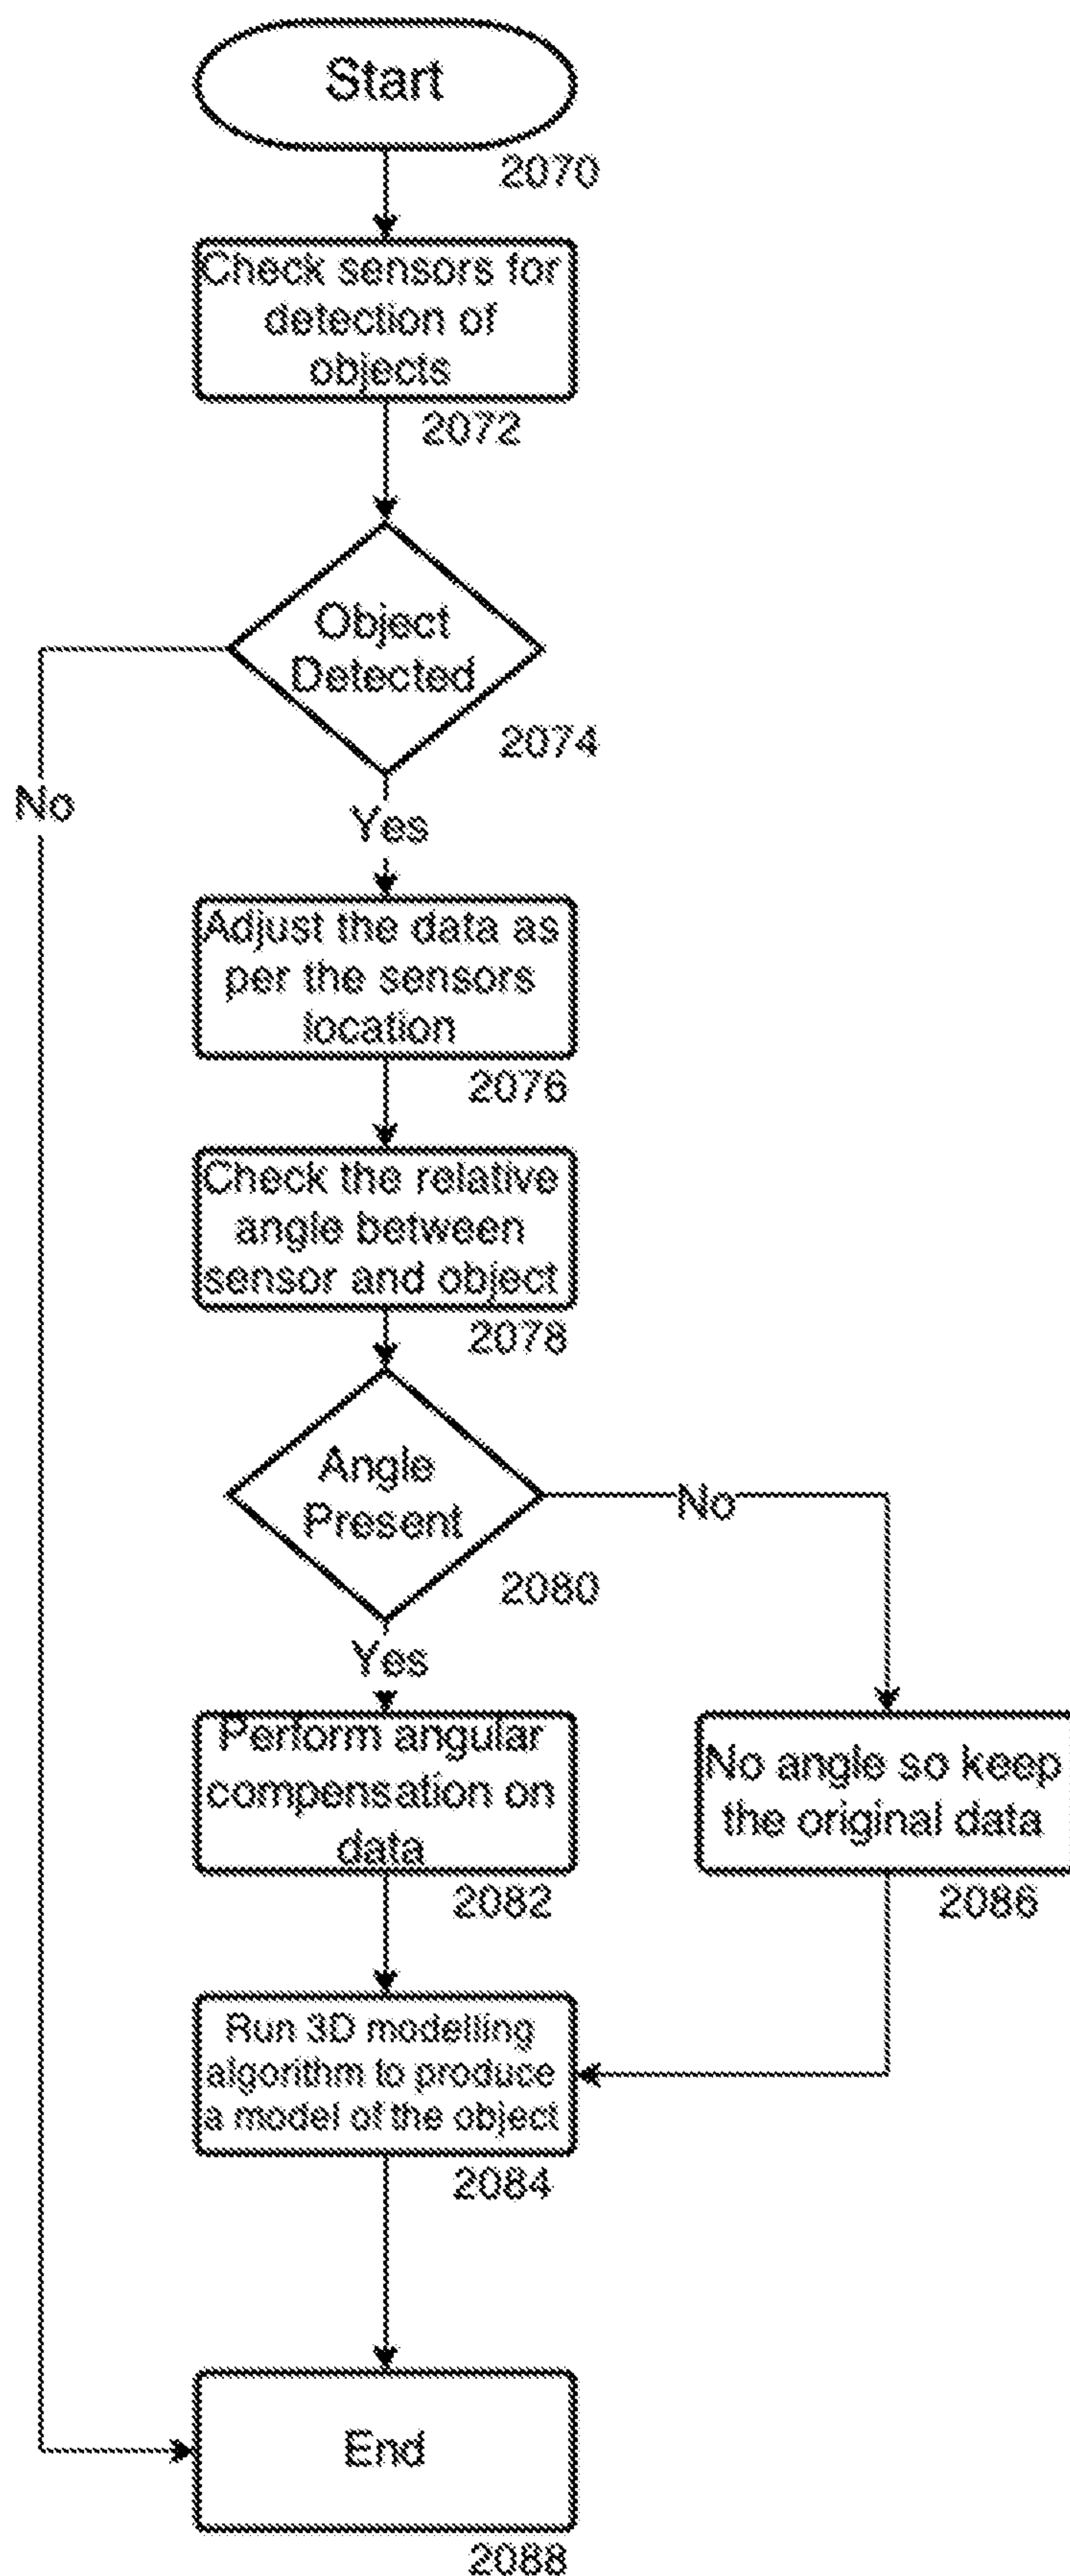 Start
2070
Check sensors for
detection of
objects
2072
Object
Detected
2074
No
Yes
Adjust the data as
per the sensors
location
2076
Check the relative
angle between
sensor and object
2078
Angle
Present
No
2080
Yes
Perform angular
compensation on
data
2082
No angle so keep
the original data
2086
Run 3D modelling
algorithm to produce
a model of the object
2084
End
2088